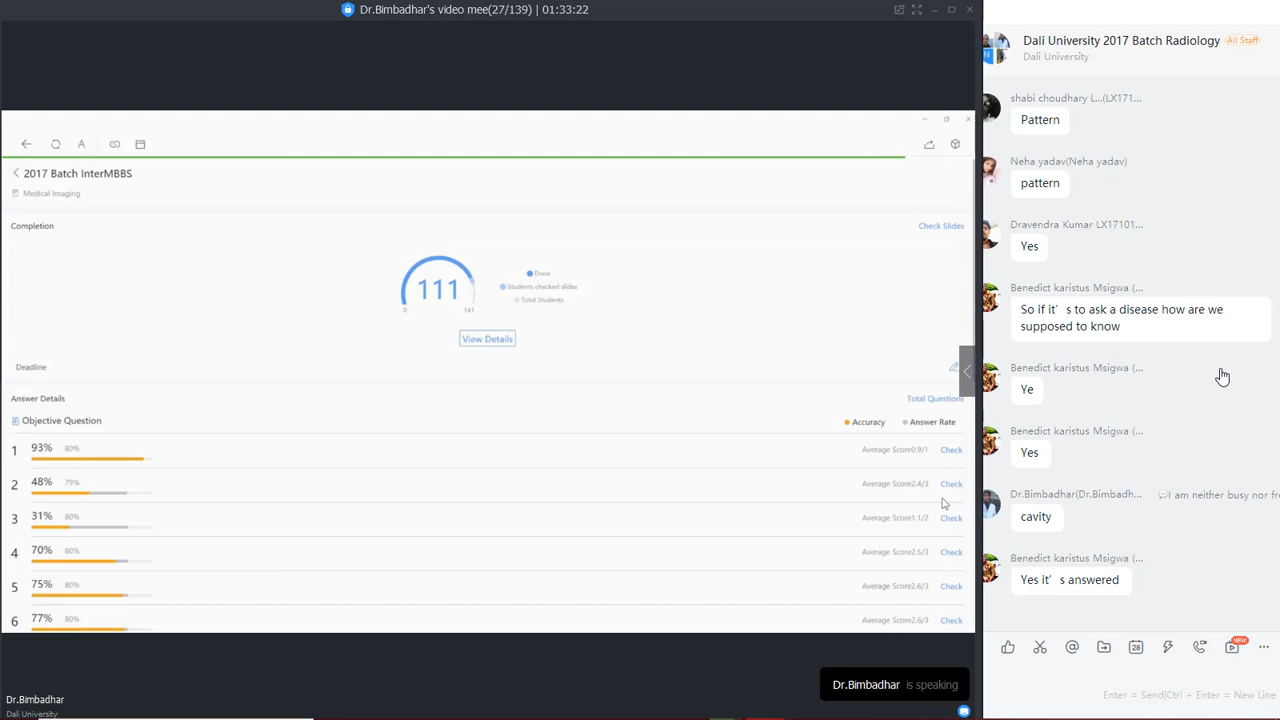 Dr.Bimbadhar's video mee(27/139) | 01:33:22
A
2017 Batch InterMBBS
Medical Imaging
Completion
Check Slides
111
0
141
Done
Students checked slides
Total Students
View Details
Deadline
Answer Details
Total Questions
Objective Question
Accuracy
Answer Rate
1 93% 80% Average Score0.9/1 Check
2 48% 79% Average Score2.4/3 Check
3 31% 80% Average Score1.1/2 Check
4 70% 80% Average Score2.5/3 Check
5 75% 80% Average Score2.6/3 Check
6 77% 80% Average Score2.6/3 Check
Dr.Bimbadhar is speaking
Dr.Bimbadhar
Dali University
Dali University 2017 Batch Radiology All Staff
Dali University
N
shabi choudhary L...(LX171...
Pattern
Neha yadav(Neha yadav)
pattern
Dravendra Kumar LX17101...
Yes
Benedict karistus Msigwa (...
So if it's to ask a disease how are we
supposed to know
Benedict karistus Msigwa (...
Ye
Benedict karistus Msigwa (...
Yes
Dr.Bimbadhar(Dr.Bimbadh... I am neither busy nor fre
cavity
Benedict karistus Msigwa (...
Yes it's answered
28
NEW
Enter = Send|Ctrl + Enter = New Line